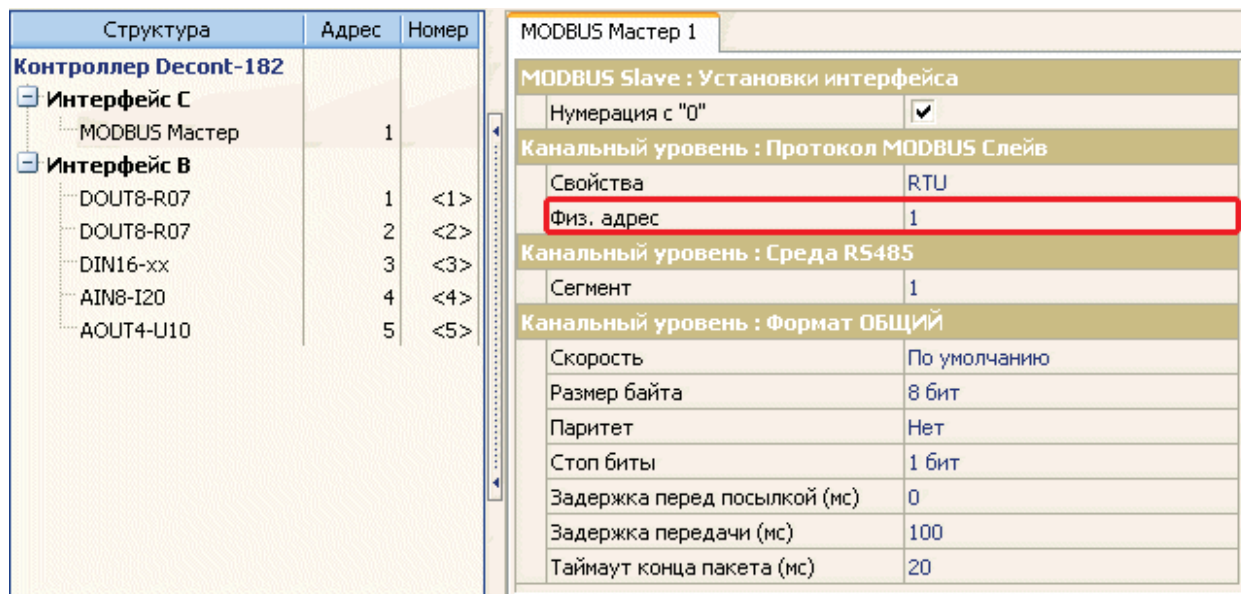 Структура Адрес Номер
Контроллер Decont-182
Интерфейс C
MODBUS Мастер 1
Интерфейс B
DOUT8-R07 1 <1>
DOUT8-R07 2 <2>
DIN16-xx 3 <3>
AIN8-I20 4 <4>
AOUT4-U10 5 <5>
MODBUS Мастер 1
MODBUS Slave : Установки интерфейса
Нумерация с "0"
Канальный уровень : Протокол MODBUS Слейв
Свойства RTU
Физ. адрес 1
Канальный уровень : Среда RS485
Сегмент 1
Канальный уровень : Формат ОБЩИЙ
Скорость По умолчанию
Размер байта 8 бит
Паритет Нет
Стоп биты 1 бит
Задержка перед посылкой (мс) 0
Задержка передачи (мс) 100
Таймаут конца пакета (мс) 20